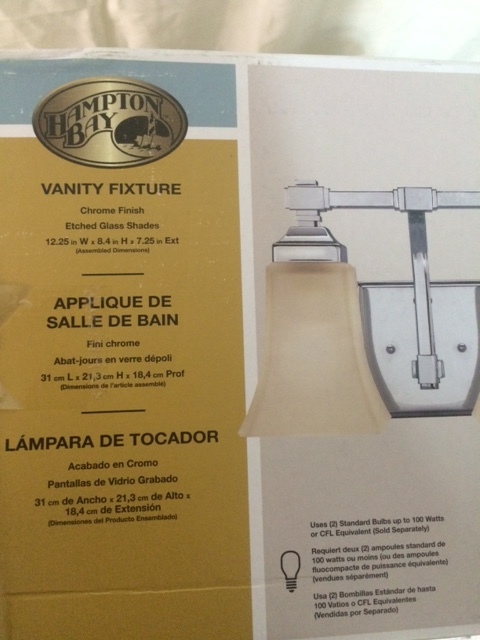 HAMPTON
BAY
VANITY FIXTURE
Chrome Finish
Etched Glass Shades
12.25 in W x 8.4 in H x 7.25 in Ext
(Assembled Dimensions)
APPLIQUE DE
SALLE DE BAIN
Fini chrome
Abat-jours en verre dépoli
31 cm L x 21,3 cm H x 18,4 cm Prof
(Dimensions de l'article assemblé)
LÁMPARA DE TOCADOR
Acabado en Cromo
Pantallas de Vidrio Grabado
31 cm de Ancho x 21,3 cm de Alto x
18,4 cm de Extensión
(Dimensiones del Producto Ensamblado)
Uses (2) Standard Bulbs up to 100 Watts
or CFL Equivalent (Sold Separately)
Requiert deux (2) ampoules standard de
100 watts ou moins (ou des ampoules
fluocompacte de puissance équivalente)
(vendues séparément)
Usa (2) Bombillas Estándar de hasta
100 Vatios o CFL Equivalentes
(Vendidas por Separado)